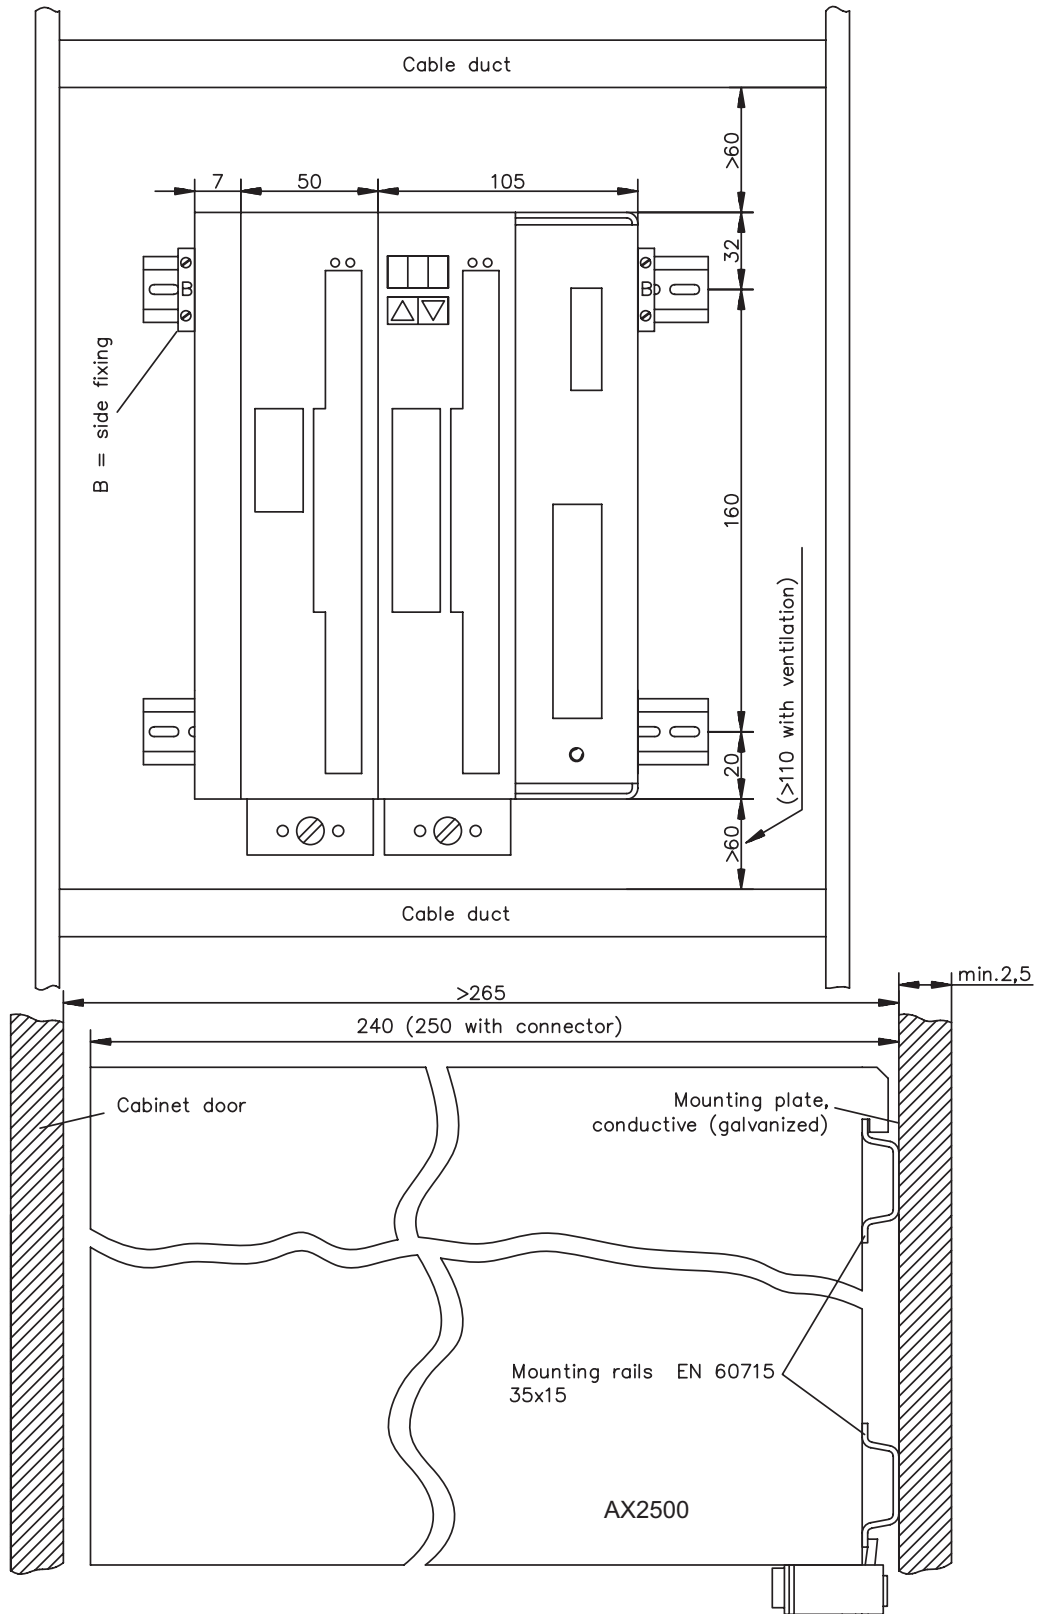 Cable duct
>60
7
50
105
32
B
B
B = side fixing
160
(>110 with ventilation)
20
>60
Cable duct
min.2,5
>265
240 (250 with connector)
Cabinet door
Mounting plate,
conductive (galvanized)
Mounting rails EN 60715
35x15
AX2500